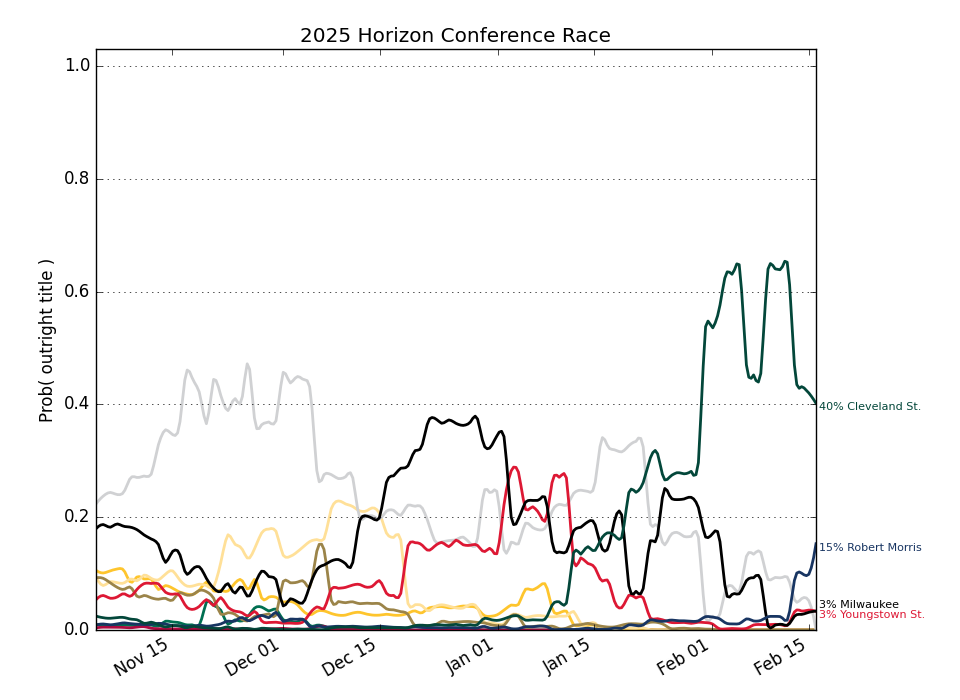 2025 Horizon Conference Race
Prob( outright title )
1.0
0.8
0.6
0.4
0.2
0.0
40% Cleveland St.
15% Robert Morris
3% Milwaukee
3% Youngstown St.
Nov 15
Dec 01
Dec 15
Jan 01
Jan 15
Feb 01
Feb 15